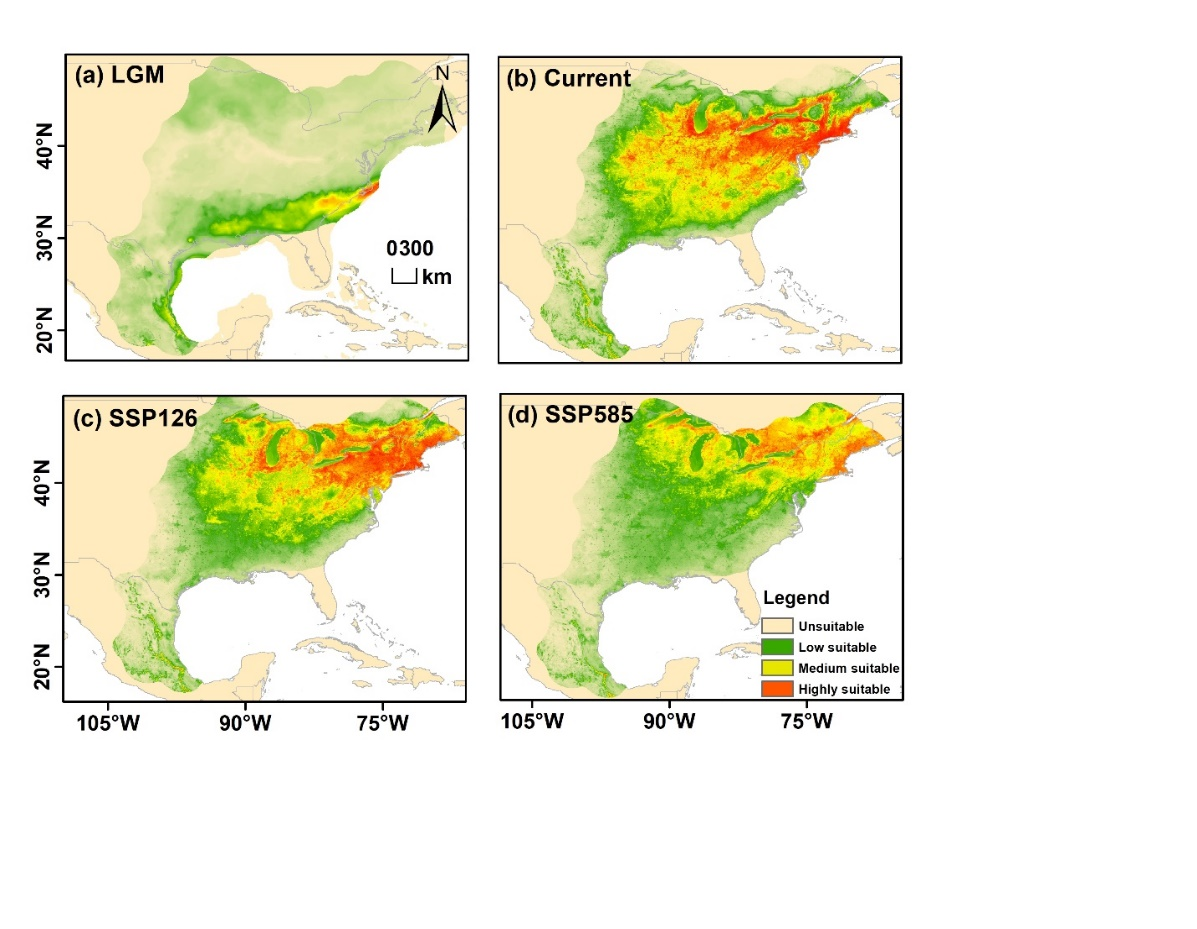 (a) LGM
N
(b) Current
40°N
30°N
20°N
0300
km
(c) SSP126
(d) SSP585
40°N
30°N
20°N
Legend
Unsuitable
Low suitable
Medium suitable
Highly suitable
105°W 90°W 75°W
105°W 90°W 75°W